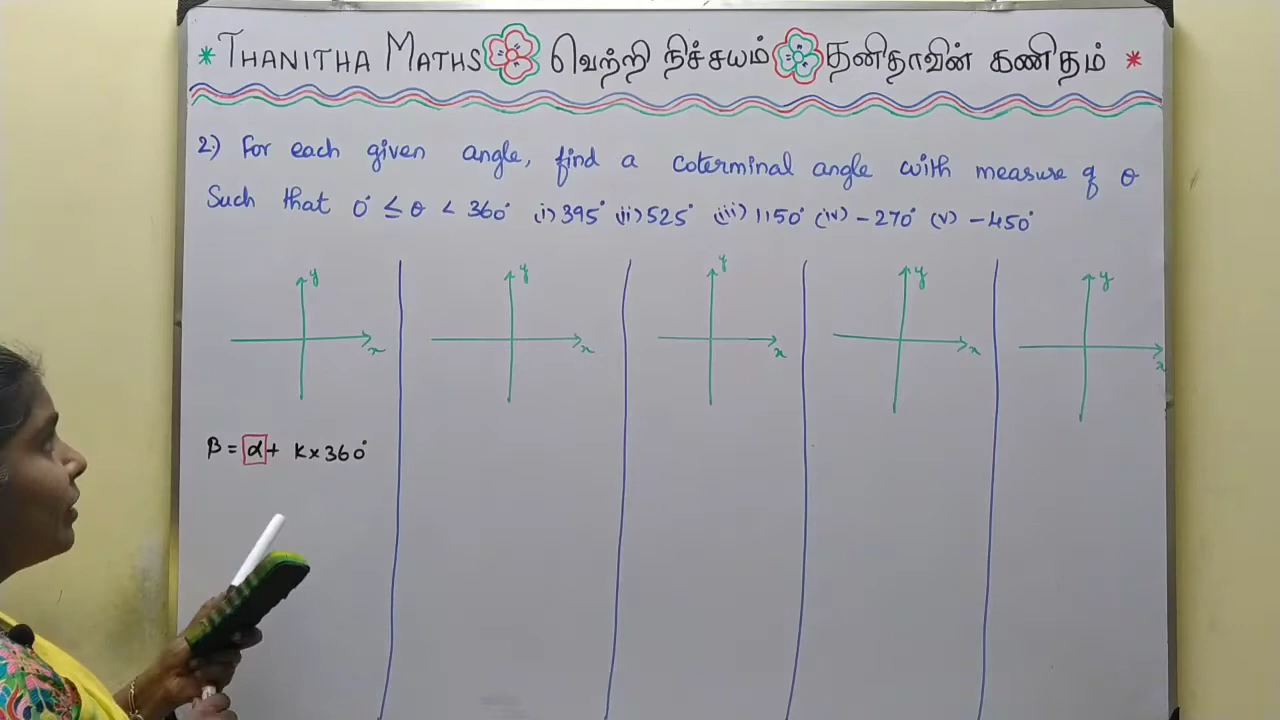 * THANITHA MATHS வெற்றி நிச்சயம் தனிதாவின் கணிதம் *
2.) For each given angle, find a coterminal angle with measure of θ
Such that 0° ≤ θ < 360° (i) 395° (ii) 525° (iii) 1150° (iv) -270° (v) -450°
y y y y y
x x x x x
β = α + k × 360°